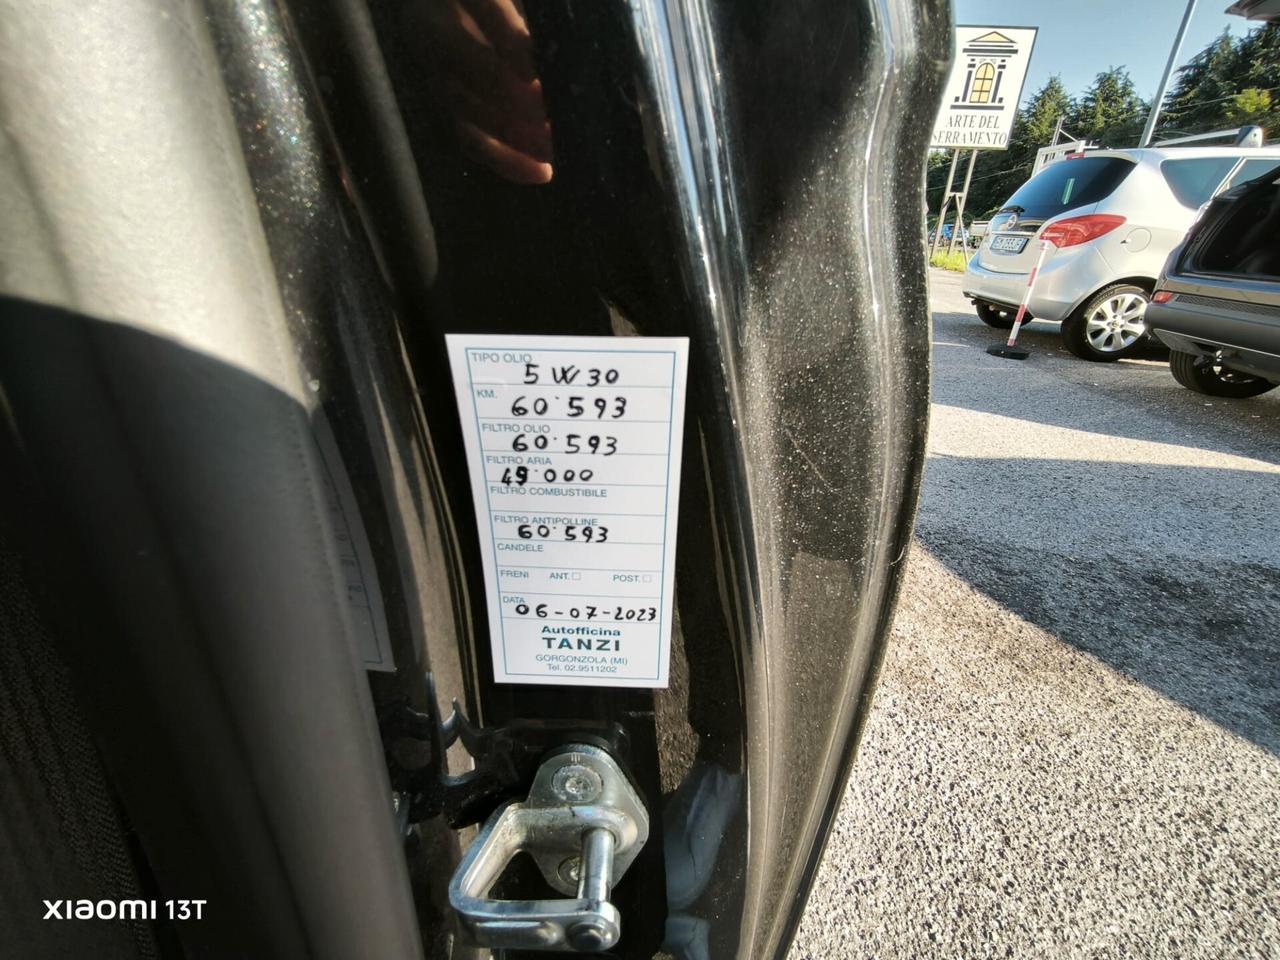 ARTE DEL
SERRAMENTO
TIPO OLIO
5W30
KM.
60'593
FILTRO OLIO
60'593
FILTRO ARIA
45'000
FILTRO COMBUSTIBILE
FILTRO ANTIPOLLINE
60'593
CANDELE
FRENI ANT. POST.
DATA
06-07-2023
Autofficina
TANZI
GORGONZOLA (MI)
Tel. 02.9511202
XIAOMI 13T